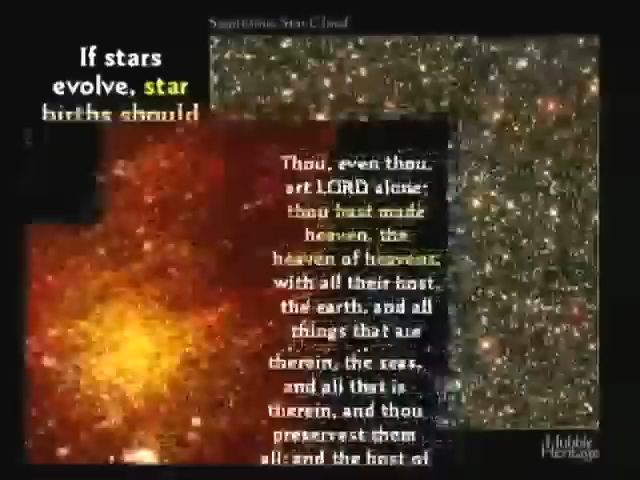 Sagittarius Star Cloud
If stars
evolve, star
births should
Thou, even thou,
art LORD alone;
thou hast made
heaven, the
heaven of heavens,
with all their host,
the earth, and all
things that are
therein, the seas,
and all that is
therein, and thou
preservest them
all; and the host of
Hubble
Heritage